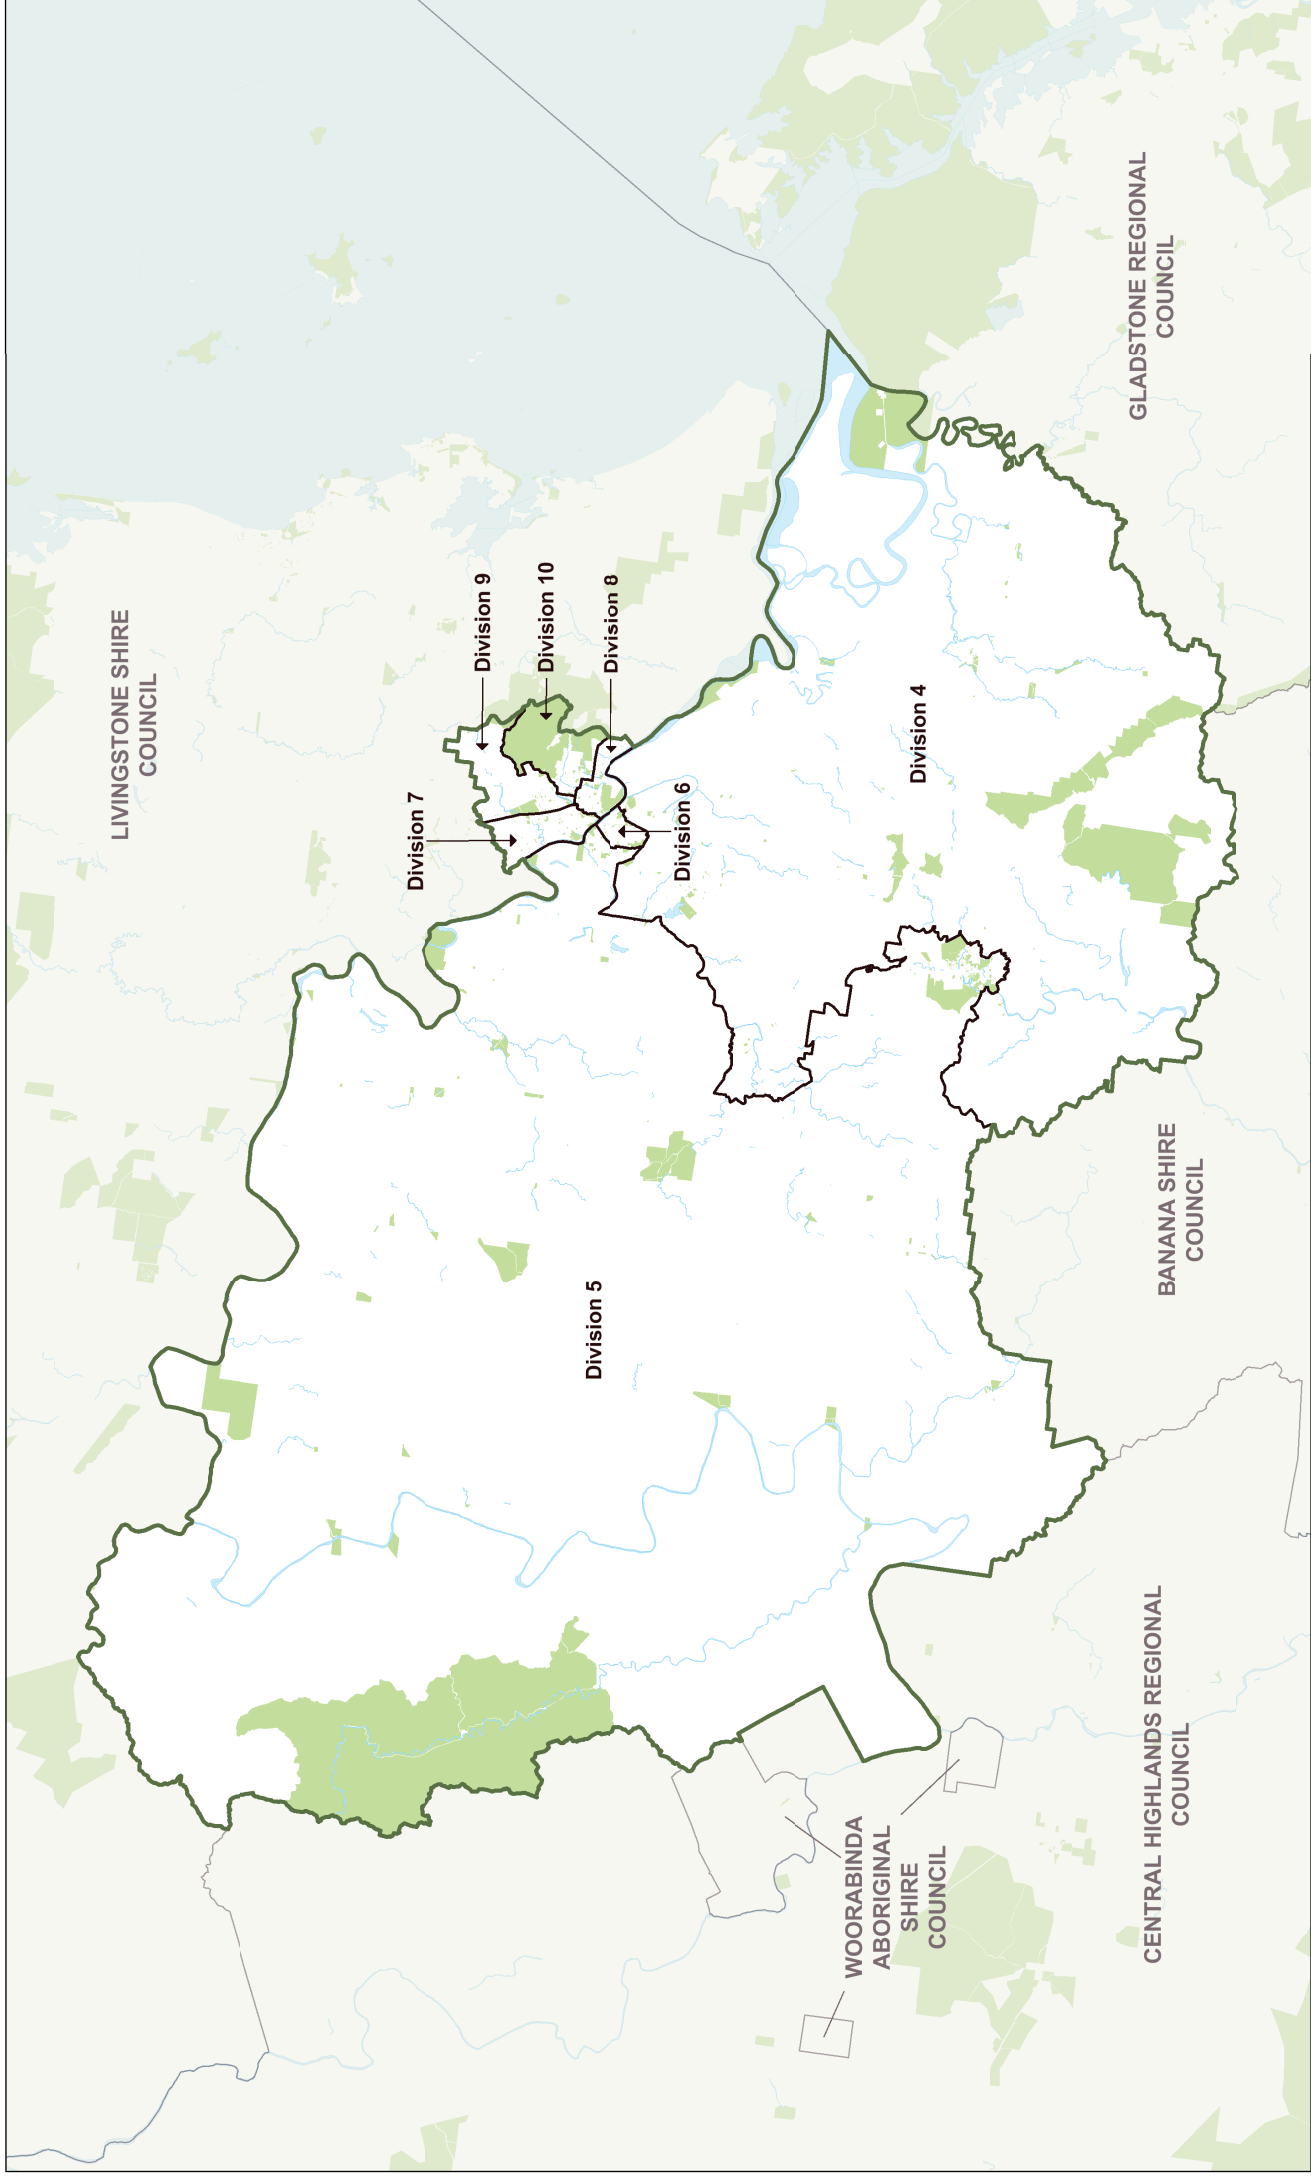 LIVINGSTONE SHIRE
COUNCIL
Division 9
Division 10
Division 8
Division 7
Division 6
Division 4
Division 5
GLADSTONE REGIONAL
COUNCIL
BANANA SHIRE
COUNCIL
WOORABINDA
ABORIGINAL
SHIRE
COUNCIL
CENTRAL HIGHLANDS REGIONAL
COUNCIL